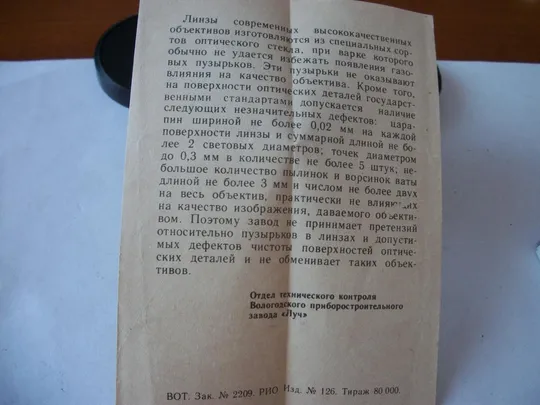 Линзы современных высококачественных
объективов изготовляются из специальных сор-
тов оптического стекла, при варке которого
обычно не удается избежать появления газо-
вых пузырьков. Эти пузырьки не оказывают
влияния на качество объектива. Кроме того,
на поверхности оптических деталей государст-
венными стандартами допускается наличие
следующих незначительных дефектов: цара-
пин шириной не более 0,02 мм на каждой
поверхности линзы и суммарной длиной не бо-
лее 2 световых диаметров; точек диаметром
до 0,3 мм в количестве не более 5 штук; не-
большое количество пылинок и ворсинок ваты
длиной не более 3 мм и числом не более двух
на весь объектив, практически не влияющих
на качество изображения, даваемого объекти-
вом. Поэтому завод не принимает претензий
относительно пузырьков в линзах и допусти-
мых дефектов чистоты поверхностей оптиче-
ских деталей и не обменивает таких объек-
тивов.
Отдел технического контроля
Вологодского приборостроительного
завода «Луч»
ВОТ. Зак. № 2209. РИО Изд. № 126. Тираж 80 000.